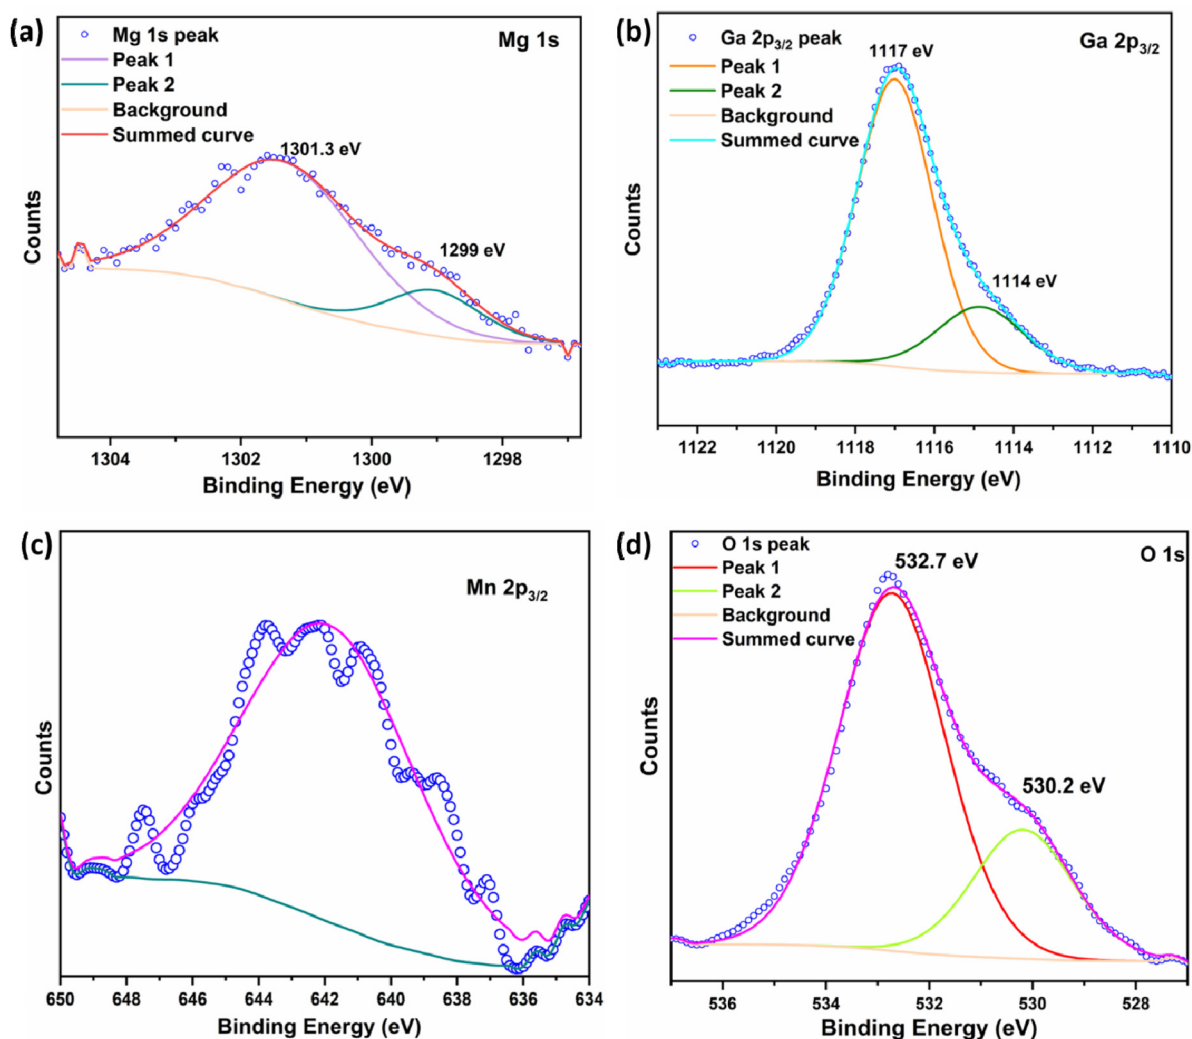 (a)
Mg 1s peak
Peak 1
Peak 2
Background
Summed curve
Mg 1s
1301.3 eV
1299 eV
Counts
1304
1302
1300
1298
Binding Energy (eV)
(b)
Ga 2p3/2 peak
Peak 1
Peak 2
Background
Summed curve
1117 eV
Ga 2p3/2
1114 eV
Counts
1122
1120
1118
1116
1114
1112
1110
Binding Energy (eV)
(c)
Mn 2p3/2
Counts
650
648
646
644
642
640
638
636
634
Binding Energy (eV)
(d)
O 1s peak
Peak 1
Peak 2
Background
Summed curve
532.7 eV
O 1s
530.2 eV
Counts
536
534
532
530
528
Binding Energy (eV)